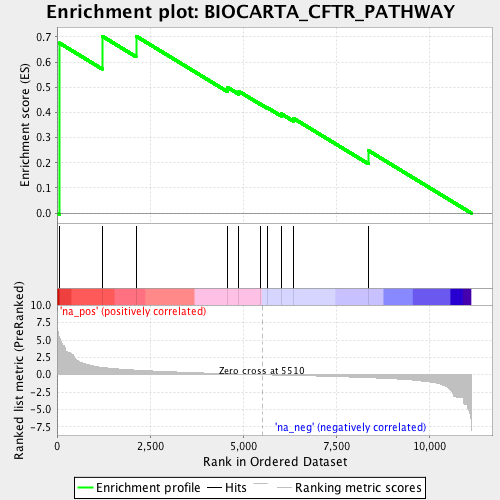 Enrichment plot: BIOCARTA_CFTR_PATHWAY
Enrichment score (ES)
0.7
0.6
0.5
0.4
0.3
0.2
0.1
0.0
'na_pos' (positively correlated)
Ranked list metric (PreRanked)
10.0
7.5
5.0
2.5
0.0
-2.5
-5.0
-7.5
Zero cross at 5510
'na_neg' (negatively correlated)
0
2,500
5,000
7,500
10,000
Rank in Ordered Dataset
Enrichment profile
Hits
Ranking metric scores